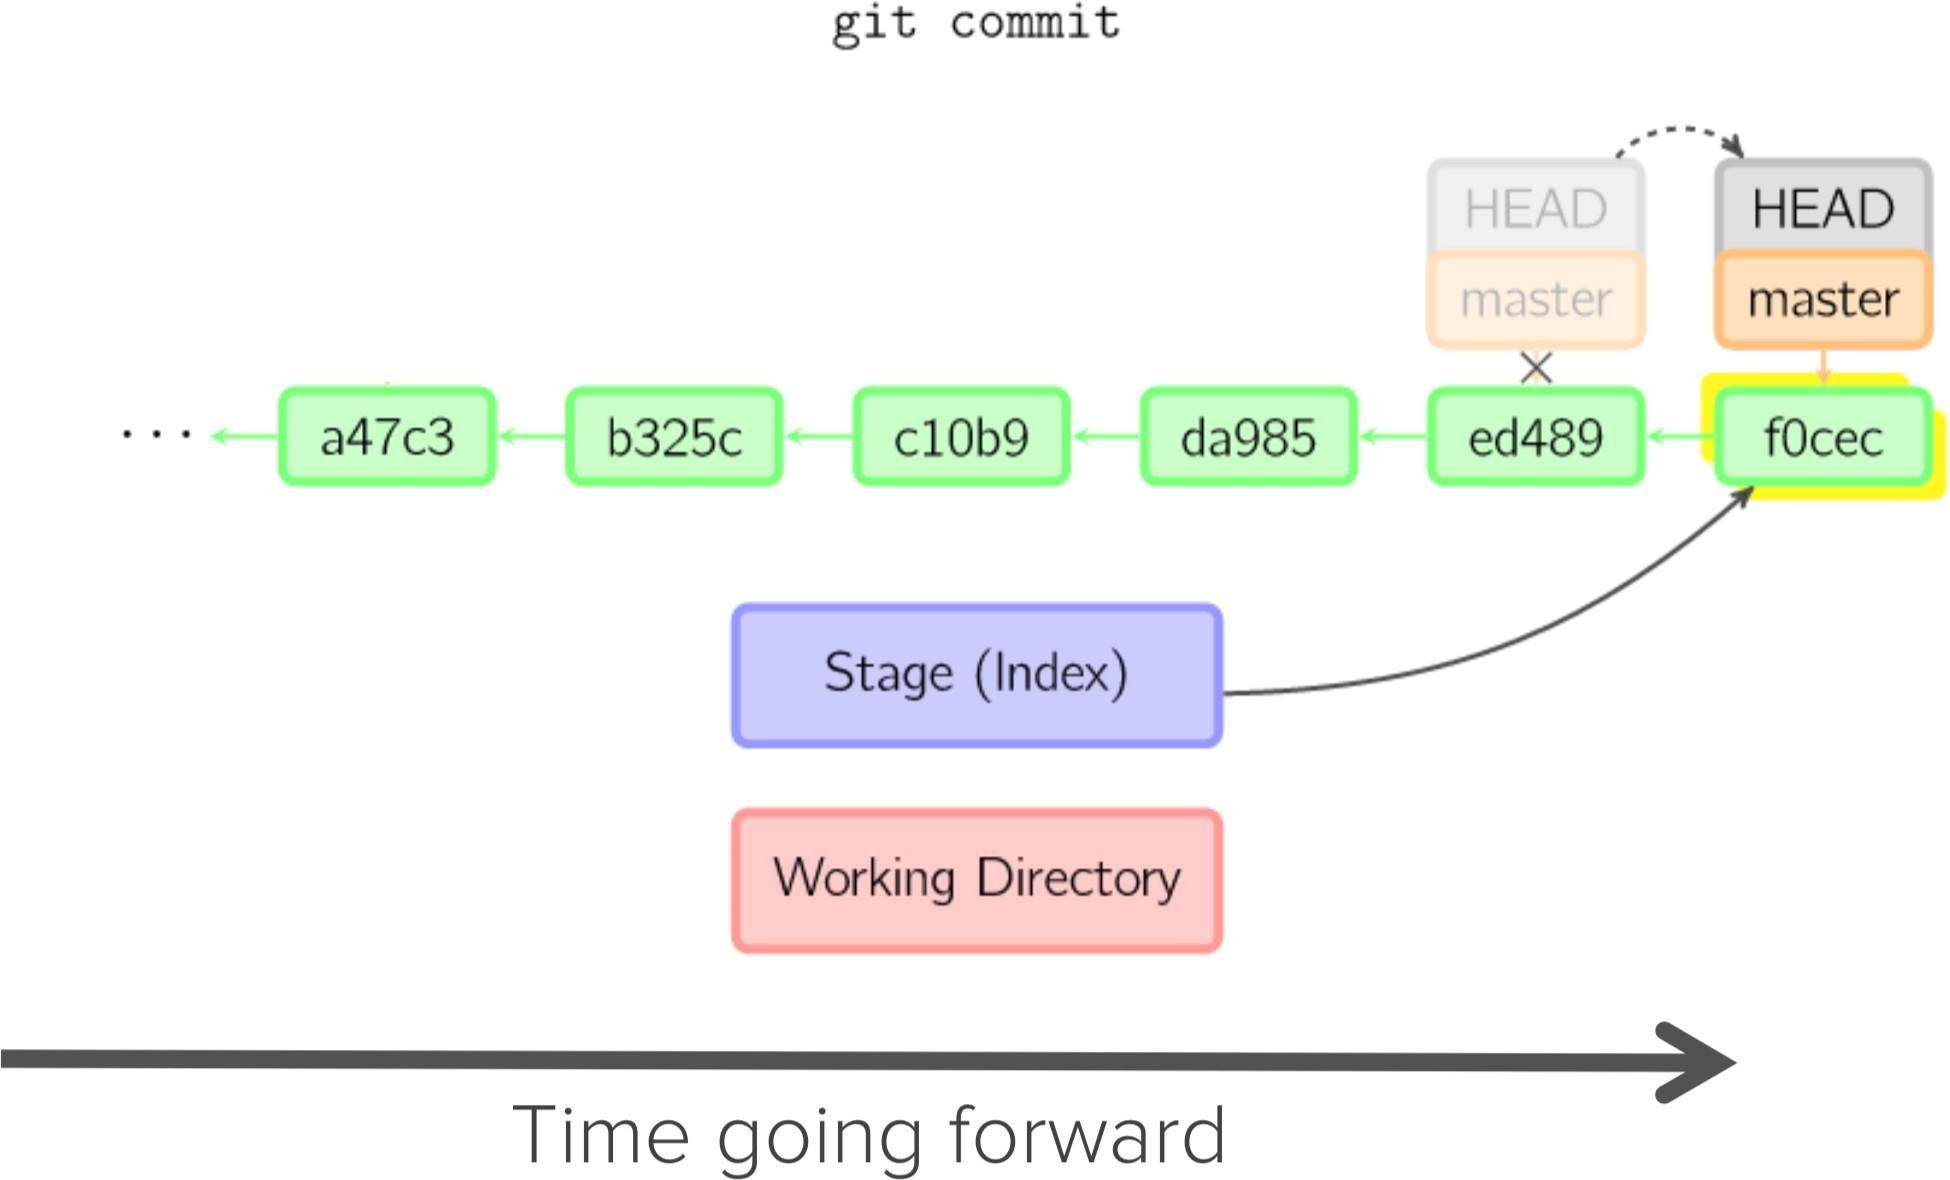 git commit
HEAD HEAD
master master
... a47c3 b325c c10b9 da985 ed489 f0cec
Stage (Index)
Working Directory
Time going forward